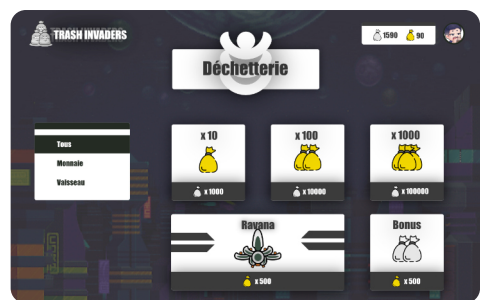 TRASH INVADERS
1590 90
Déchetterie
Tous
Monnaie
Vaisseau
x 10
x 1000
x 100
x 10000
x 1000
x 100000
Ravana
x 500
Bonus
x 500